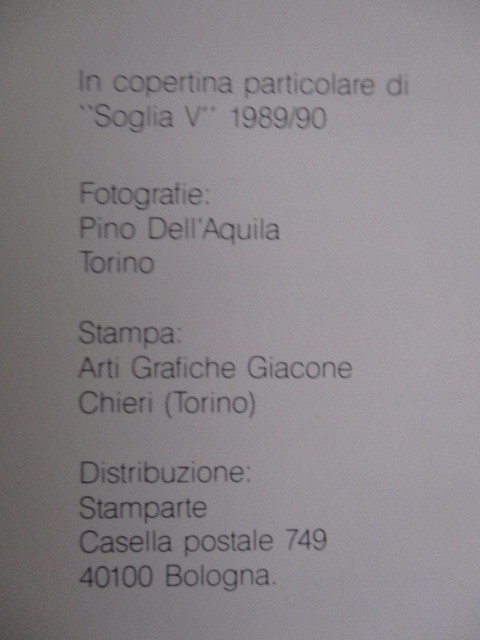 In copertina particolare di
``Soglia V´´ 1989/90
Fotografie:
Pino Dell'Aquila
Torino
Stampa:
Arti Grafiche Giacone
Chieri (Torino)
Distribuzione:
Stamparte
Casella postale 749
40100 Bologna.